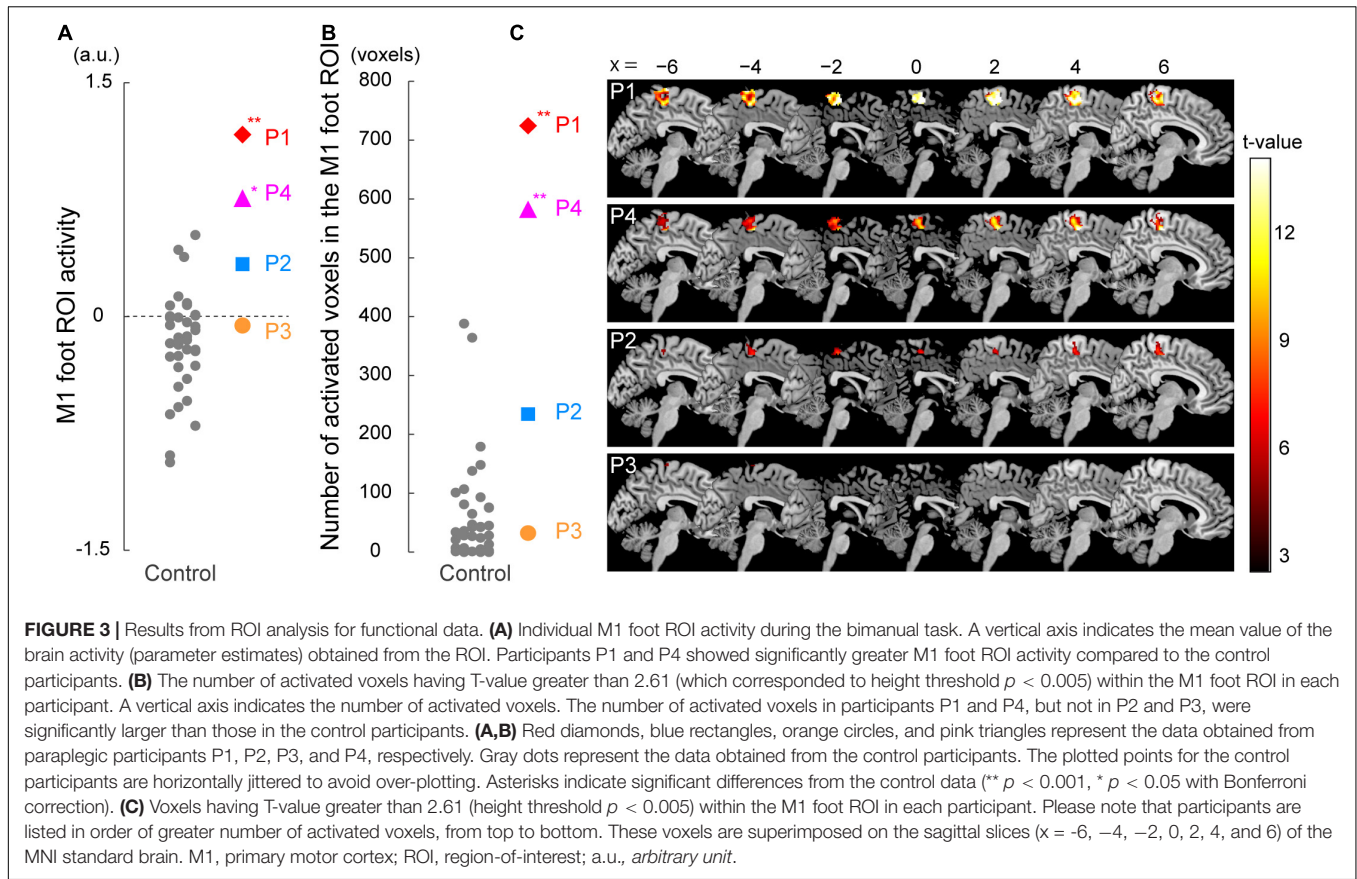 A
(a.u.)
1.5
0
-1.5
M1 foot ROI activity
** P1
* P4
P2
P3
Control
B
(voxels)
800
700
600
500
400
300
200
100
0
Number of activated voxels in the M1 foot ROI
** P1
** P4
P2
P3
Control
C
x = -6 -4 -2 0 2 4 6
P1
P4
P2
P3
t-value
12
9
6
3
FIGURE 3 | Results from ROI analysis for functional data. (A) Individual M1 foot ROI activity during the bimanual task. A vertical axis indicates the mean value of the
brain activity (parameter estimates) obtained from the ROI. Participants P1 and P4 showed significantly greater M1 foot ROI activity compared to the control
participants. (B) The number of activated voxels having T-value greater than 2.61 (which corresponded to height threshold p < 0.005) within the M1 foot ROI in each
participant. A vertical axis indicates the number of activated voxels. The number of activated voxels in participants P1 and P4, but not in P2 and P3, were
significantly larger than those in the control participants. (A,B) Red diamonds, blue rectangles, orange circles, and pink triangles represent the data obtained from
paraplegic participants P1, P2, P3, and P4, respectively. Gray dots represent the data obtained from the control participants. The plotted points for the control
participants are horizontally jittered to avoid over-plotting. Asterisks indicate significant differences from the control data (** p < 0.001, * p < 0.05 with Bonferroni
correction). (C) Voxels having T-value greater than 2.61 (height threshold p < 0.005) within the M1 foot ROI in each participant. Please note that participants are
listed in order of greater number of activated voxels, from top to bottom. These voxels are superimposed on the sagittal slices (x = -6, −4, −2, 0, 2, 4, and 6) of the
MNI standard brain. M1, primary motor cortex; ROI, region-of-interest; a.u., arbitrary unit.